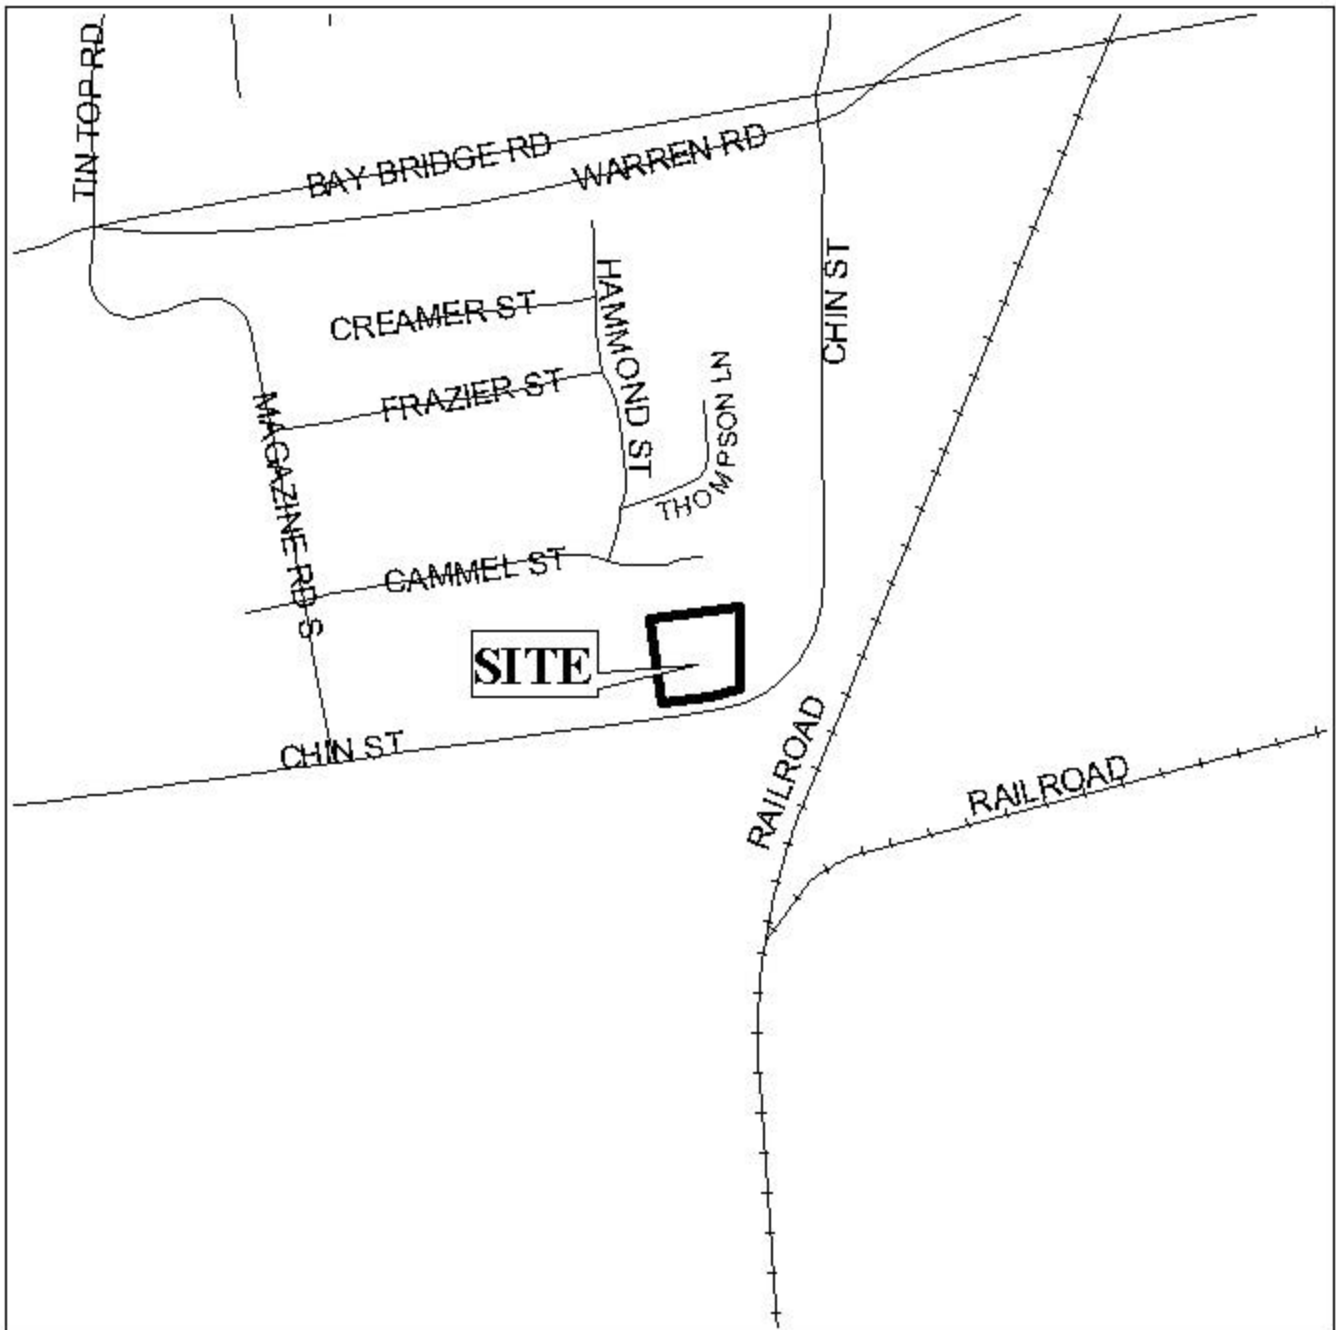 TIN TOP RD
BAY BRIDGE RD
WARREN RD
CHIN ST
HAMMOND ST
CREAMER ST
THOMPSON LN
FRAZIER ST
MAGAZINE RD S
CAMMEL ST
SITE
CHIN ST
RAILROAD
RAILROAD